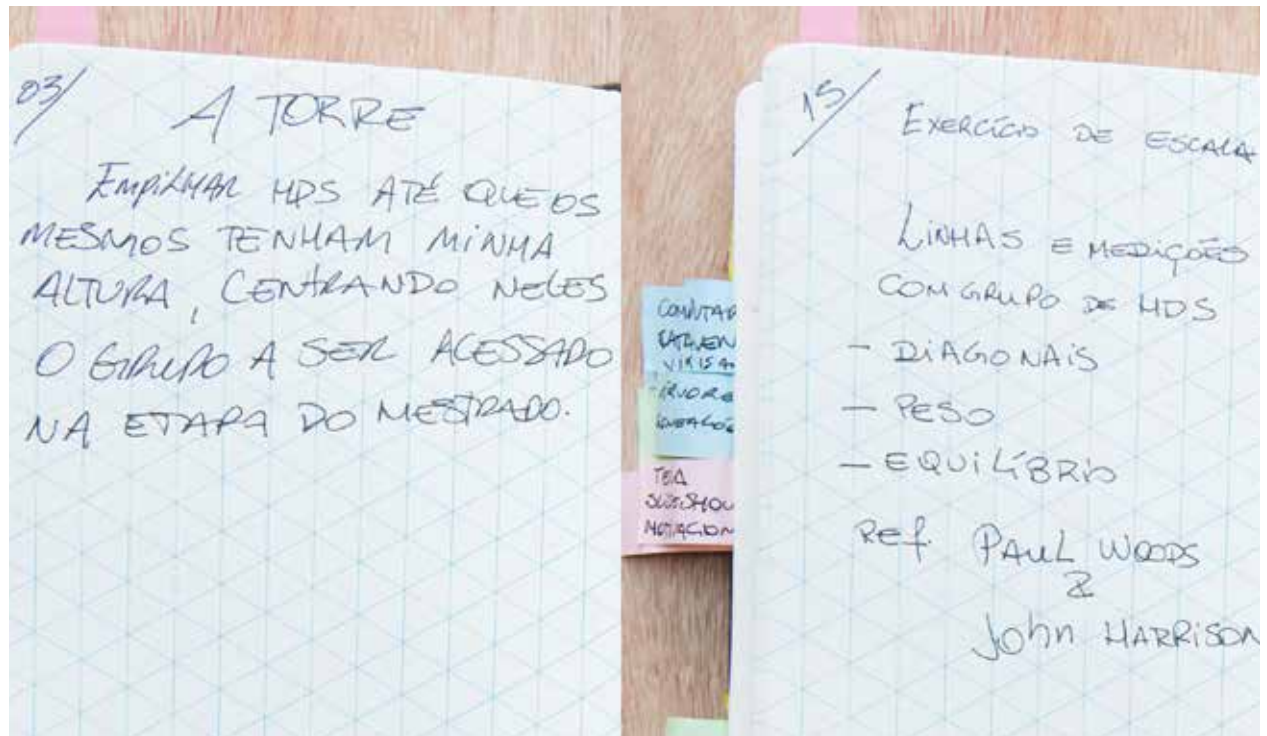 03/
A TORRE
EMPILHAR HDS ATÉ QUE OS
MESMOS TENHAM MINHA
ALTURA, CENTRANDO NELES
O GRUPO A SER ACESSADO
NA ETAPA DO MESTRADO.
15/
EXERCÍCIO DE ESCALA
LINHAS E MEDIÇÕES
COM GRUPO DE HDS
- DIAGONAIS
- PESO
- EQUILÍBRIO
Ref. PAUL WOODS
&
John HARRISON